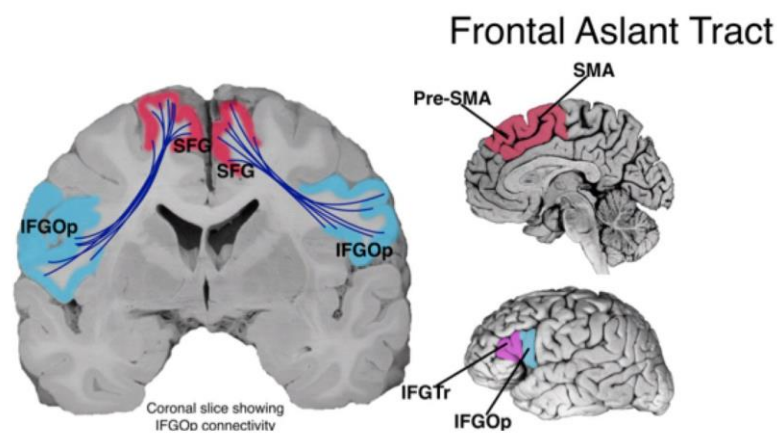 Frontal Aslant Tract
SMA
Pre-SMA
SFG
SFG
IFGOp
IFGOp
IFGTr
IFGOp
Coronal slice showing
IFGOp connectivity